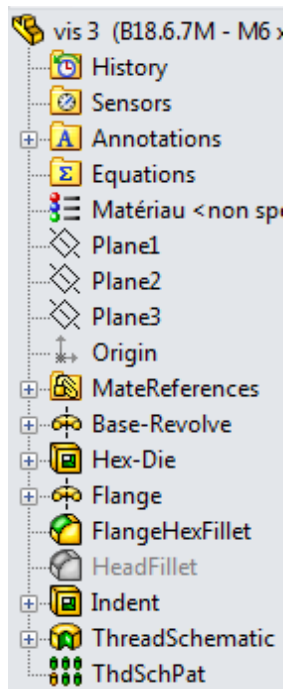 vis 3 (B18.6.7M - M6 x
History
Sensors
A Annotations
Σ Equations
Matériau <non spé
Plane1
Plane2
Plane3
Origin
MateReferences
Base-Revolve
Hex-Die
Flange
FlangeHexFillet
HeadFillet
Indent
ThreadSchematic
ThdSchPat